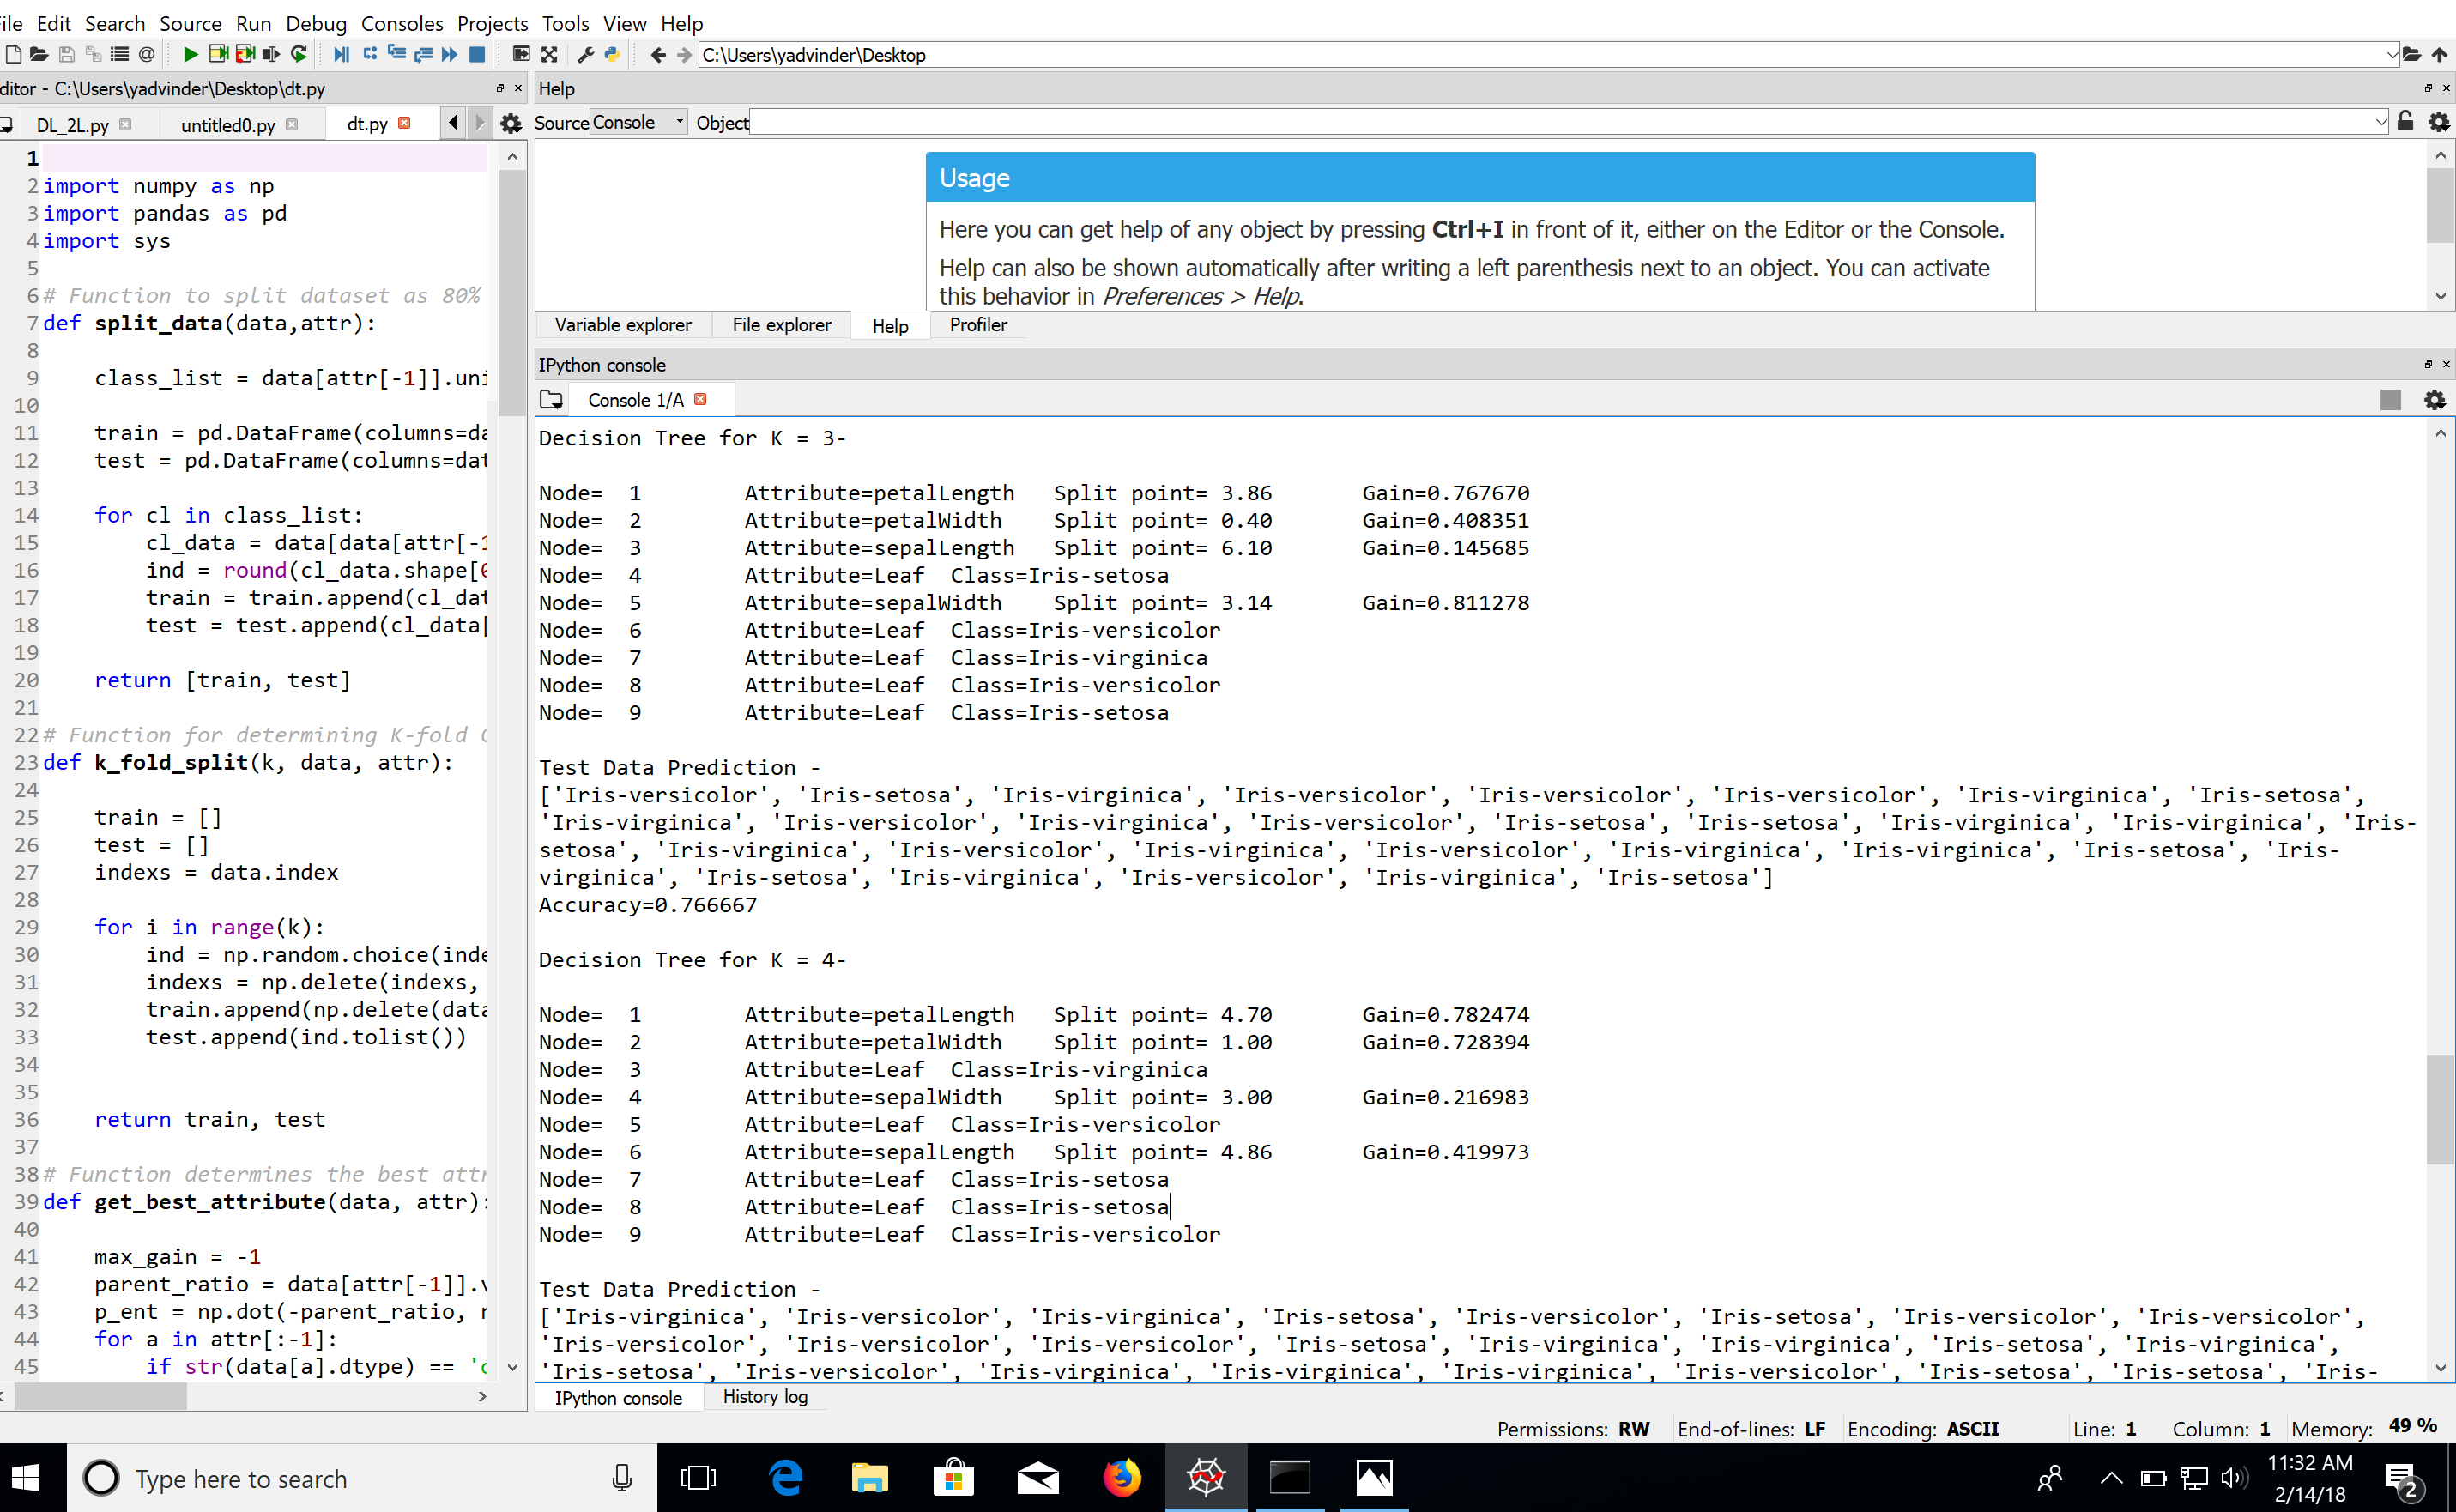 ile Edit Search Source Run Debug Consoles Projects Tools View Help
C:\Users\yadvinder\Desktop
ditor - C:\Users\yadvinder\Desktop\dt.py
DL_2L.py untitled0.py dt.py
1
2 import numpy as np
3 import pandas as pd
4 import sys
5
6 # Function to split dataset as 80%
7 def split_data(data,attr):
8
9 class_list = data[attr[-1]].uni
10
11 train = pd.DataFrame(columns=da
12 test = pd.DataFrame(columns=dat
13
14 for cl in class_list:
15 cl_data = data[data[attr[-1
16 ind = round(cl_data.shape[0
17 train = train.append(cl_dat
18 test = test.append(cl_data[
19
20 return [train, test]
21
22 # Function for determining K-fold C
23 def k_fold_split(k, data, attr):
24
25 train = []
26 test = []
27 indexs = data.index
28
29 for i in range(k):
30 ind = np.random.choice(inde
31 indexs = np.delete(indexs,
32 train.append(np.delete(data
33 test.append(ind.tolist())
34
35
36 return train, test
37
38 # Function determines the best attr
39 def get_best_attribute(data, attr):
40
41 max_gain = -1
42 parent_ratio = data[attr[-1]].v
43 p_ent = np.dot(-parent_ratio, n
44 for a in attr[:-1]:
45 if str(data[a].dtype) == 'o
Help
Source Console Object
Usage
Here you can get help of any object by pressing Ctrl+I in front of it, either on the Editor or the Console.
Help can also be shown automatically after writing a left parenthesis next to an object. You can activate
this behavior in Preferences > Help.
Variable explorer File explorer Help Profiler
IPython console
Console 1/A
Decision Tree for K = 3-
Node= 1 Attribute=petalLength Split point= 3.86 Gain=0.767670
Node= 2 Attribute=petalWidth Split point= 0.40 Gain=0.408351
Node= 3 Attribute=sepalLength Split point= 6.10 Gain=0.145685
Node= 4 Attribute=Leaf Class=Iris-setosa
Node= 5 Attribute=sepalWidth Split point= 3.14 Gain=0.811278
Node= 6 Attribute=Leaf Class=Iris-versicolor
Node= 7 Attribute=Leaf Class=Iris-virginica
Node= 8 Attribute=Leaf Class=Iris-versicolor
Node= 9 Attribute=Leaf Class=Iris-setosa
Test Data Prediction -
['Iris-versicolor', 'Iris-setosa', 'Iris-virginica', 'Iris-versicolor', 'Iris-versicolor', 'Iris-versicolor', 'Iris-virginica', 'Iris-setosa',
'Iris-virginica', 'Iris-versicolor', 'Iris-virginica', 'Iris-versicolor', 'Iris-setosa', 'Iris-setosa', 'Iris-virginica', 'Iris-virginica', 'Iris-
setosa', 'Iris-virginica', 'Iris-versicolor', 'Iris-virginica', 'Iris-versicolor', 'Iris-virginica', 'Iris-virginica', 'Iris-setosa', 'Iris-
virginica', 'Iris-setosa', 'Iris-virginica', 'Iris-versicolor', 'Iris-virginica', 'Iris-setosa']
Accuracy=0.766667
Decision Tree for K = 4-
Node= 1 Attribute=petalLength Split point= 4.70 Gain=0.782474
Node= 2 Attribute=petalWidth Split point= 1.00 Gain=0.728394
Node= 3 Attribute=Leaf Class=Iris-virginica
Node= 4 Attribute=sepalWidth Split point= 3.00 Gain=0.216983
Node= 5 Attribute=Leaf Class=Iris-versicolor
Node= 6 Attribute=sepalLength Split point= 4.86 Gain=0.419973
Node= 7 Attribute=Leaf Class=Iris-setosa
Node= 8 Attribute=Leaf Class=Iris-setosa
Node= 9 Attribute=Leaf Class=Iris-versicolor
Test Data Prediction -
['Iris-virginica', 'Iris-versicolor', 'Iris-virginica', 'Iris-setosa', 'Iris-versicolor', 'Iris-setosa', 'Iris-versicolor', 'Iris-versicolor',
'Iris-versicolor', 'Iris-versicolor', 'Iris-versicolor', 'Iris-setosa', 'Iris-virginica', 'Iris-virginica', 'Iris-setosa', 'Iris-virginica',
'Iris-setosa', 'Iris-versicolor', 'Iris-virginica', 'Iris-virginica', 'Iris-virginica', 'Iris-versicolor', 'Iris-setosa', 'Iris-setosa', 'Iris-
IPython console History log
Permissions: RW End-of-lines: LF Encoding: ASCII Line: 1 Column: 1 Memory: 49 %
Type here to search
11:32 AM
2/14/18
2